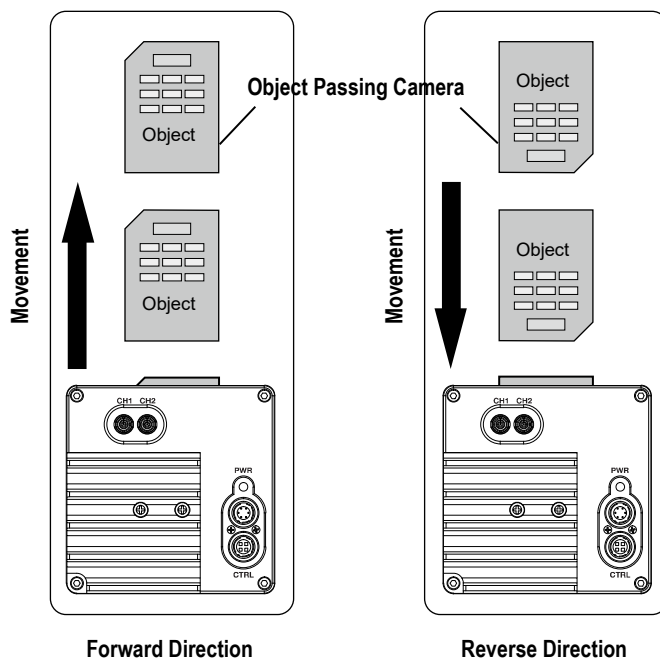 Object
Object
Movement
CH1 CH2
PWR
CTRL
Forward Direction
Object Passing Camera
Object
Object
Movement
CH1 CH2
PWR
CTRL
Reverse Direction